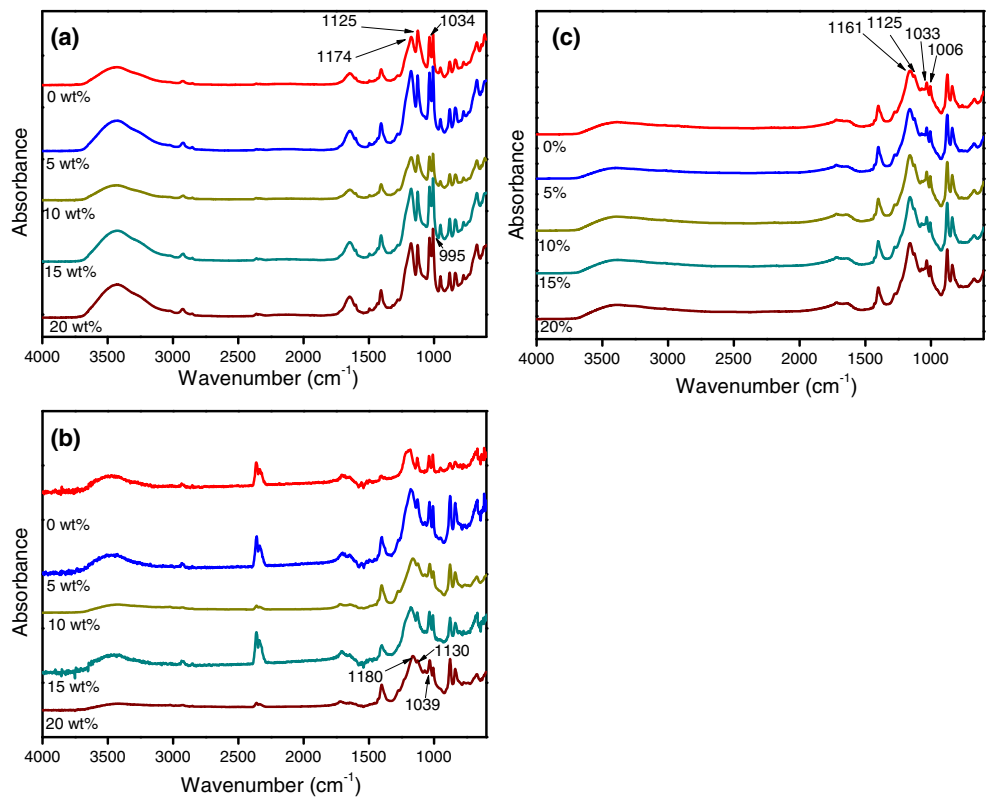 (a)
1125
1034
1174
0 wt%
5 wt%
10 wt%
15 wt%
995
20 wt%
4000 3500 3000 2500 2000 1500 1000
Wavenumber (cm⁻¹)
Absorbance
(c)
1125
1161
1033
1006
0%
5%
10%
15%
20%
4000 3500 3000 2500 2000 1500 1000
Wavenumber (cm⁻¹)
Absorbance
(b)
0 wt%
5 wt%
10 wt%
15 wt%
1130
1180
1039
20 wt%
4000 3500 3000 2500 2000 1500 1000
Wavenumber (cm⁻¹)
Absorbance